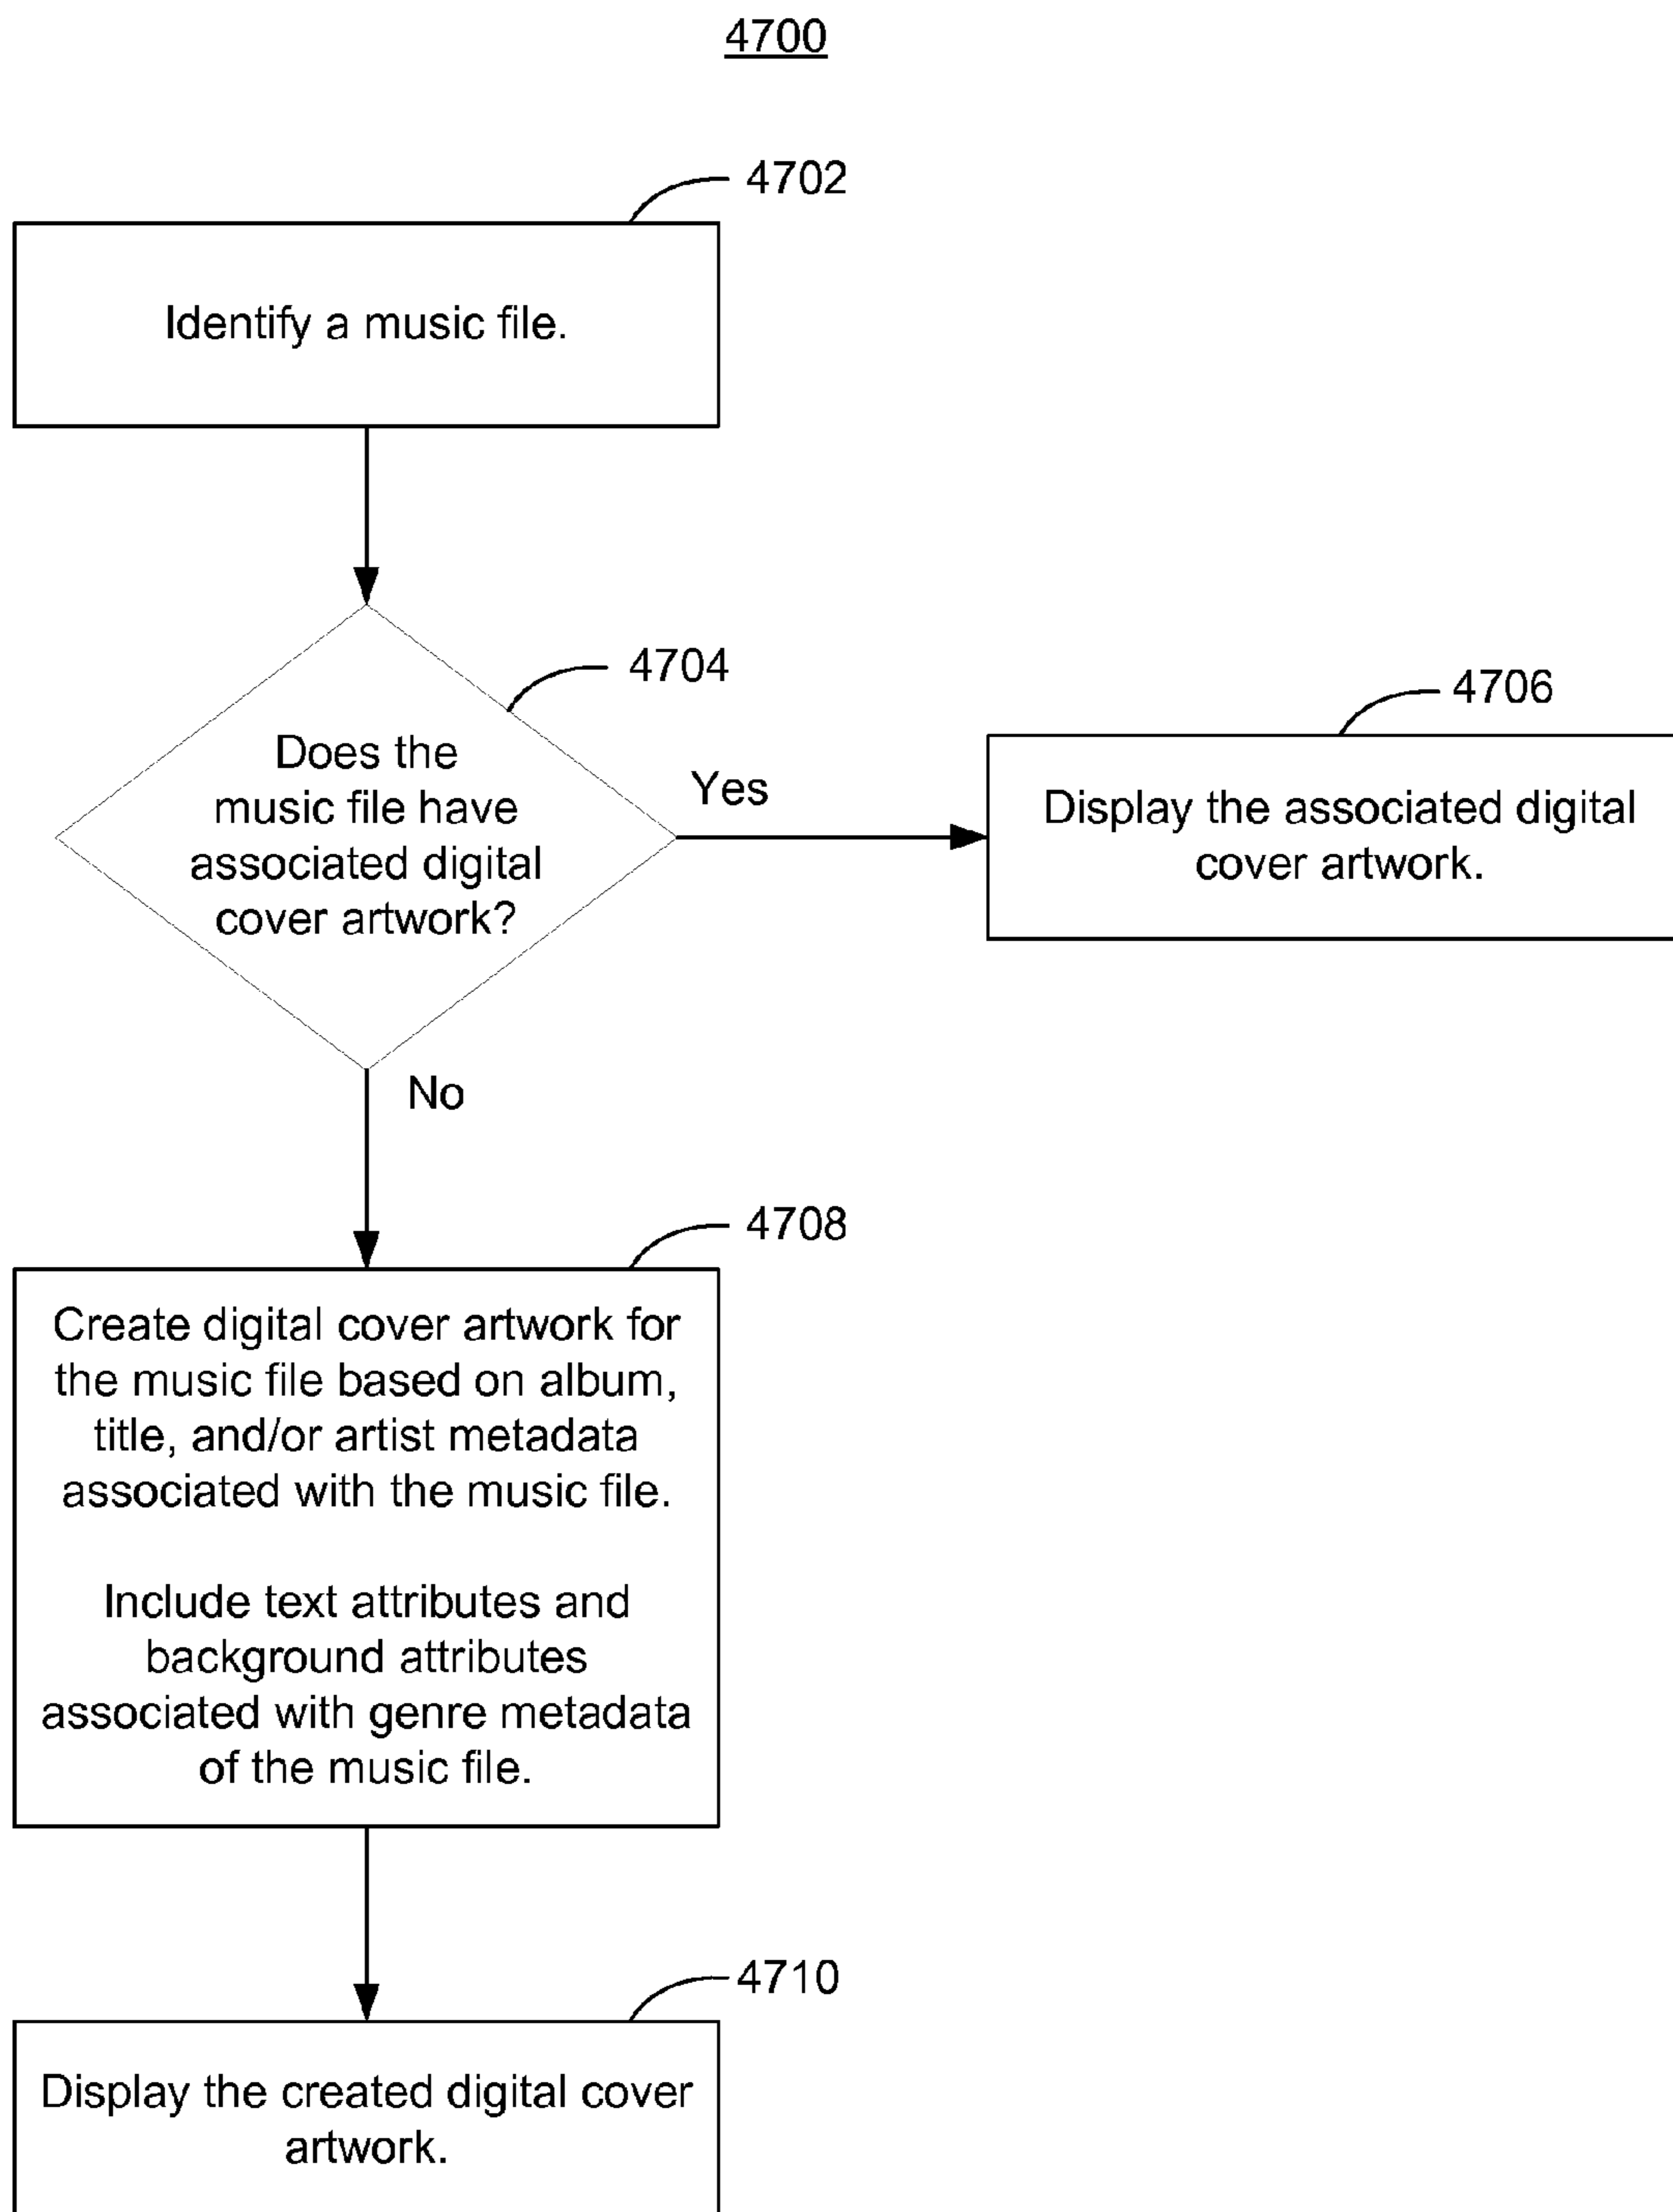 4700
4702
Identify a music file.
4704
Does the
music file have
associated digital
cover artwork?
Yes
4706
Display the associated digital
cover artwork.
No
4708
Create digital cover artwork for
the music file based on album,
title, and/or artist metadata
associated with the music file.
Include text attributes and
background attributes
associated with genre metadata
of the music file.
4710
Display the created digital cover
artwork.